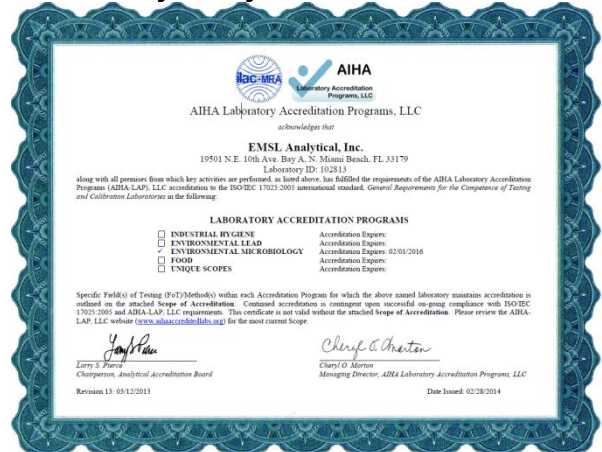 ilac-MRA
AIHA
Laboratory Accreditation
Programs, LLC
AIHA Laboratory Accreditation Programs, LLC
acknowledges that
EMSL Analytical, Inc.
19501 N.E. 10th Ave. Bay A, N. Miami Beach, FL 33179
Laboratory ID: 102813
along with all premises from which key activities are performed, as listed above, has fulfilled the requirements of the AIHA Laboratory Accreditation
Programs (AIHA-LAP), LLC accreditation to the ISO/IEC 17025:2005 international standard, General Requirements for the Competence of Testing
and Calibration Laboratories in the following:
LABORATORY ACCREDITATION PROGRAMS
INDUSTRIAL HYGIENE Accreditation Expires:
ENVIRONMENTAL LEAD Accreditation Expires:
✓ ENVIRONMENTAL MICROBIOLOGY Accreditation Expires: 02/01/2016
FOOD Accreditation Expires:
UNIQUE SCOPES Accreditation Expires:
Specific Field(s) of Testing (FoT)/Method(s) within each Accreditation Program for which the above named laboratory maintains accreditation is
outlined on the attached Scope of Accreditation. Continued accreditation is contingent upon successful on-going compliance with ISO/IEC
17025:2005 and AIHA-LAP, LLC requirements. This certificate is not valid without the attached Scope of Accreditation. Please review the AIHA-
LAP, LLC website (www.aihaaccreditedlabs.org) for the most current Scope.
Cheryl O. Morton
Larry S. Pierce Cheryl O. Morton
Chairperson, Analytical Accreditation Board Managing Director, AIHA Laboratory Accreditation Programs, LLC
Revision 13: 03/12/2013 Date Issued: 02/28/2014